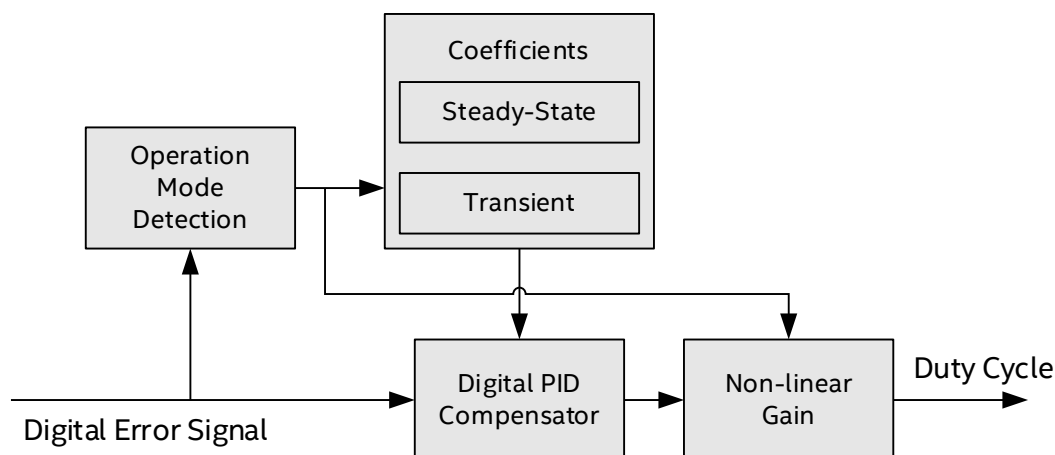 Coefficients
Steady-State
Transient
Operation
Mode
Detection
Digital Error Signal
Digital PID
Compensator
Non-linear
Gain
Duty Cycle